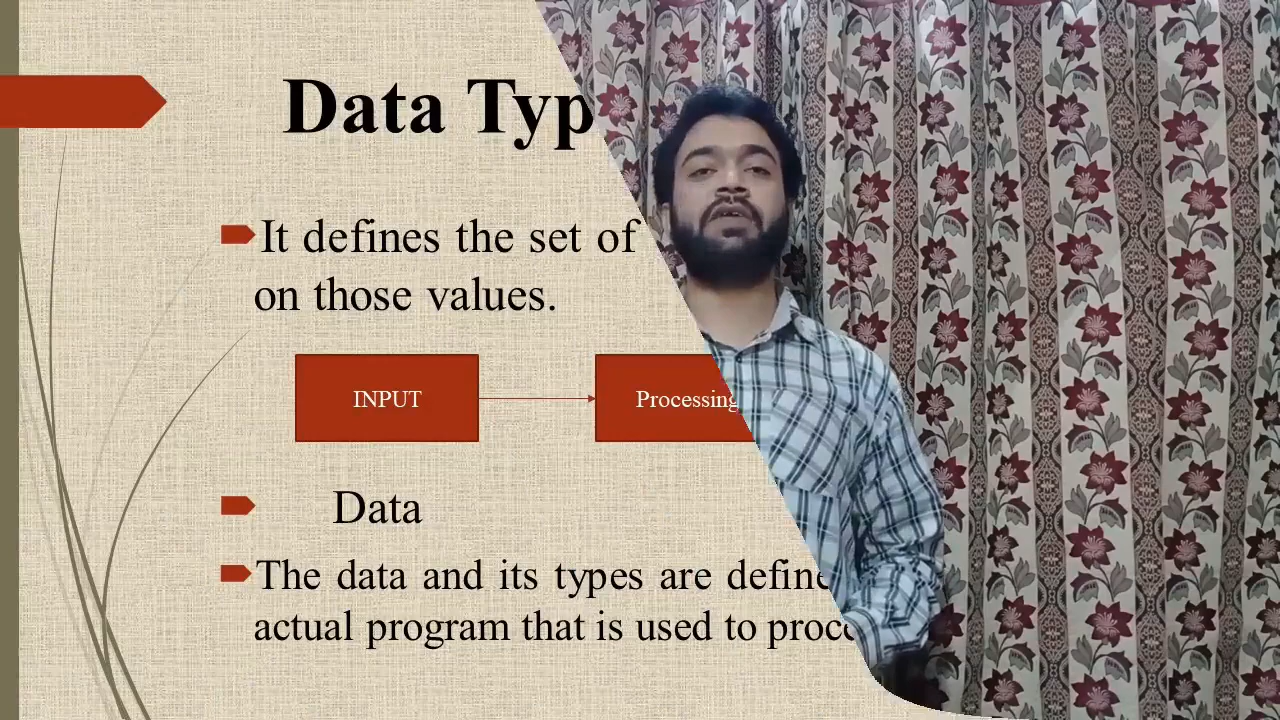 Data Typ
It defines the set of
on those values.
INPUT
Processing
Data
The data and its types are define
actual program that is used to proce